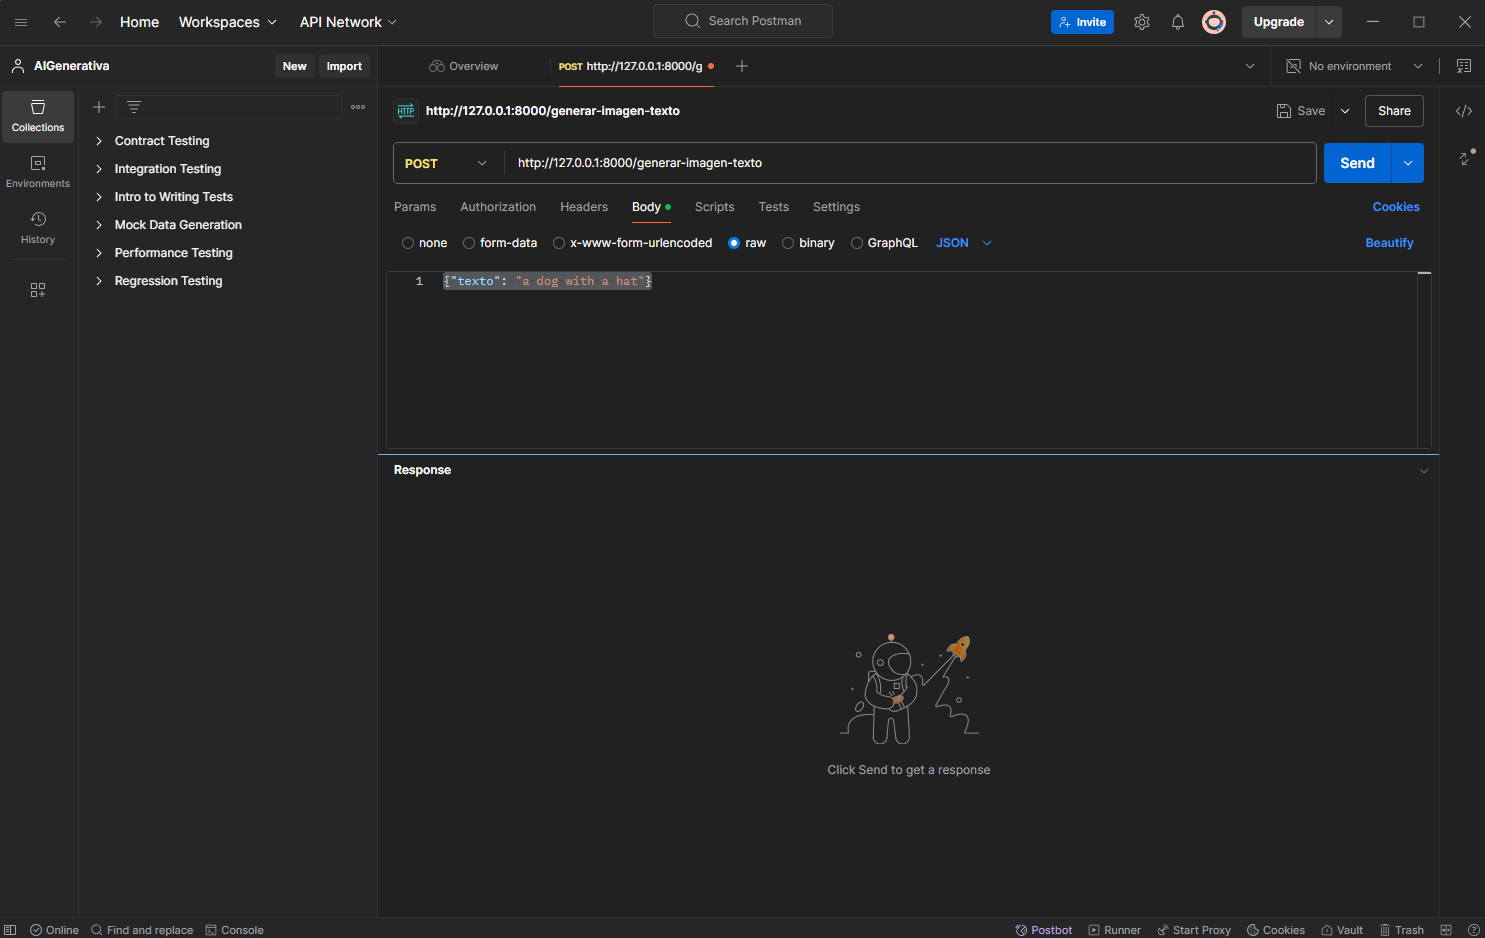 Home Workspaces API Network Search Postman Invite Upgrade
AIGenerativa New Import Overview POST http://127.0.0.1:8000/g No environment
Collections
Environments
History
Contract Testing
Integration Testing
Intro to Writing Tests
Mock Data Generation
Performance Testing
Regression Testing
HTTP http://127.0.0.1:8000/generar-imagen-texto Save Share
POST http://127.0.0.1:8000/generar-imagen-texto Send
Params Authorization Headers Body Scripts Tests Settings Cookies
none form-data x-www-form-urlencoded raw binary GraphQL JSON Beautify
1 {"texto": "a dog with a hat"}
Response
Click Send to get a response
Online Find and replace Console Postbot Runner Start Proxy Cookies Vault Trash